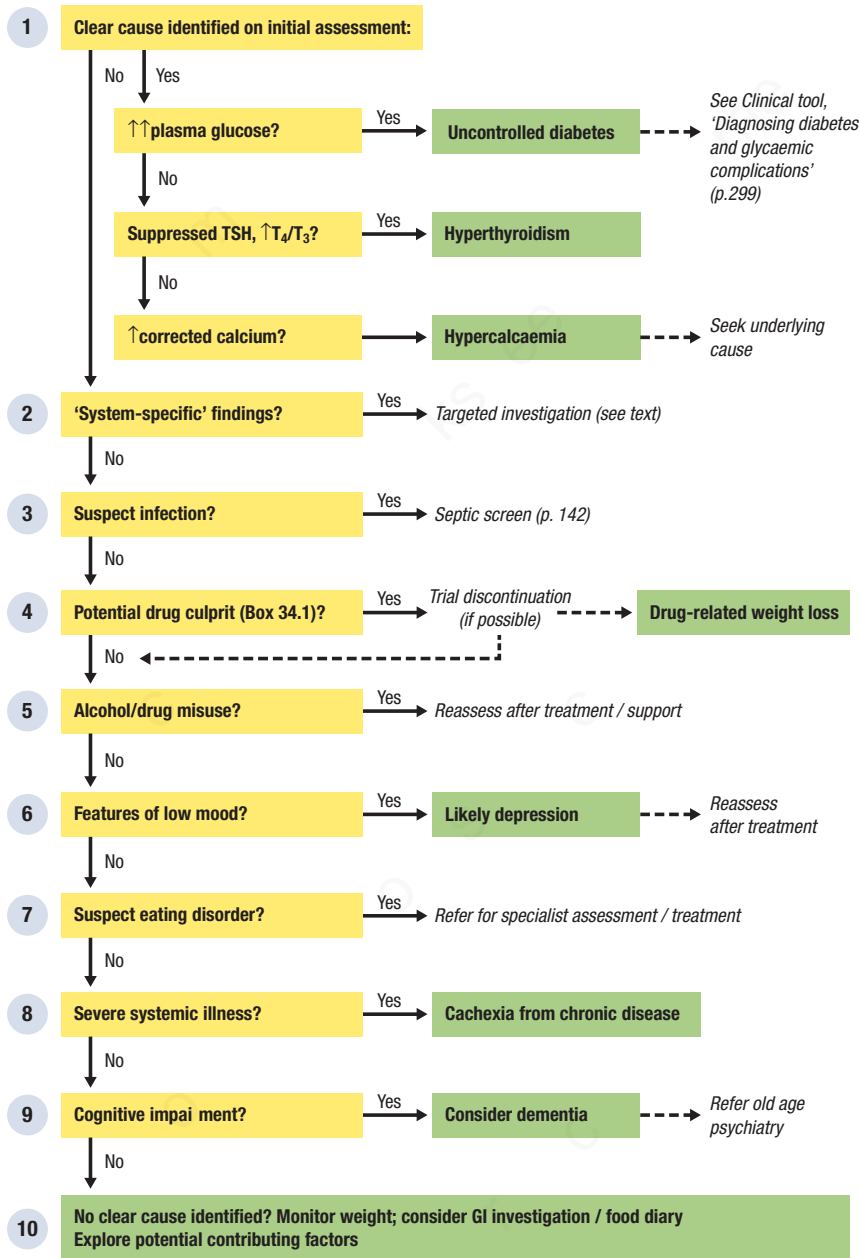 1
Clear cause identified on initial assessment:
No
Yes
↑↑plasma glucose?
Yes
Uncontrolled diabetes
See Clinical tool,
‘Diagnosing diabetes
and glycaemic
complications’
(p.299)
No
Suppressed TSH, ↑T4/T3?
Yes
Hyperthyroidism
No
↑corrected calcium?
Hypercalcaemia
Seek underlying
cause
2
‘System-specific’ findings?
Yes
Targeted investigation (see text)
No
3
Suspect infection?
Yes
Septic screen (p. 142)
No
4
Potential drug culprit (Box 34.1)?
Yes
Trial discontinuation
(if possible)
Drug-related weight loss
No
5
Alcohol/drug misuse?
Yes
Reassess after treatment / support
No
6
Features of low mood?
Yes
Likely depression
Reassess
after treatment
No
7
Suspect eating disorder?
Yes
Refer for specialist assessment / treatment
No
8
Severe systemic illness?
Yes
Cachexia from chronic disease
No
9
Cognitive impai ment?
Yes
Consider dementia
Refer old age
psychiatry
No
10
No clear cause identified? Monitor weight; consider GI investigation / food diary
Explore potential contributing factors